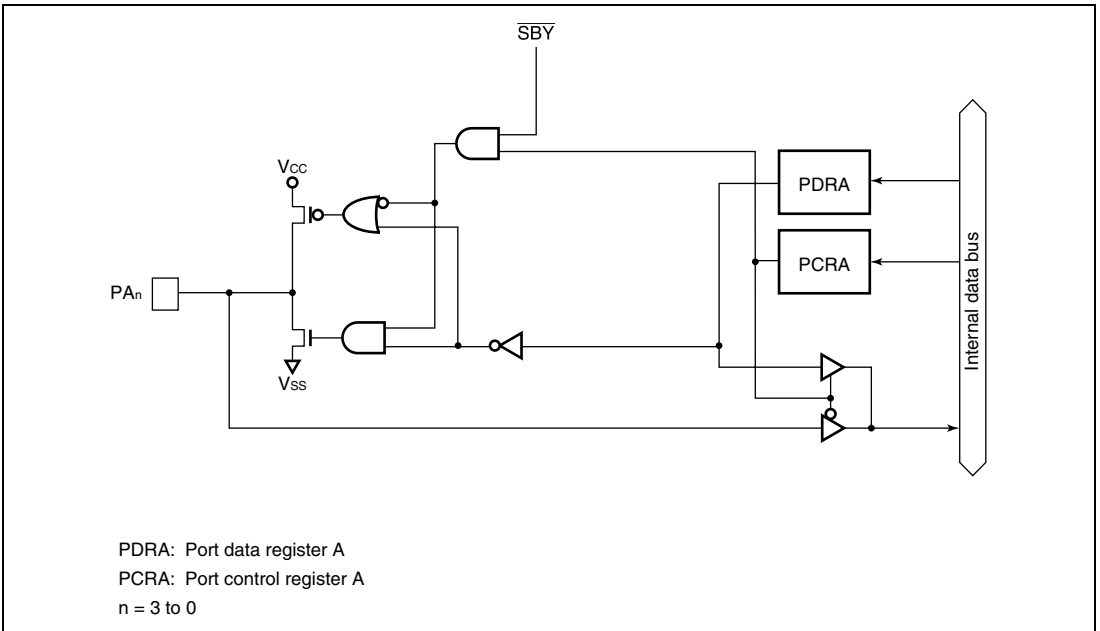 SBY
VCC
PDRA
PCRA
PAn
VSS
Internal data bus
PDRA: Port data register A
PCRA: Port control register A
n = 3 to 0